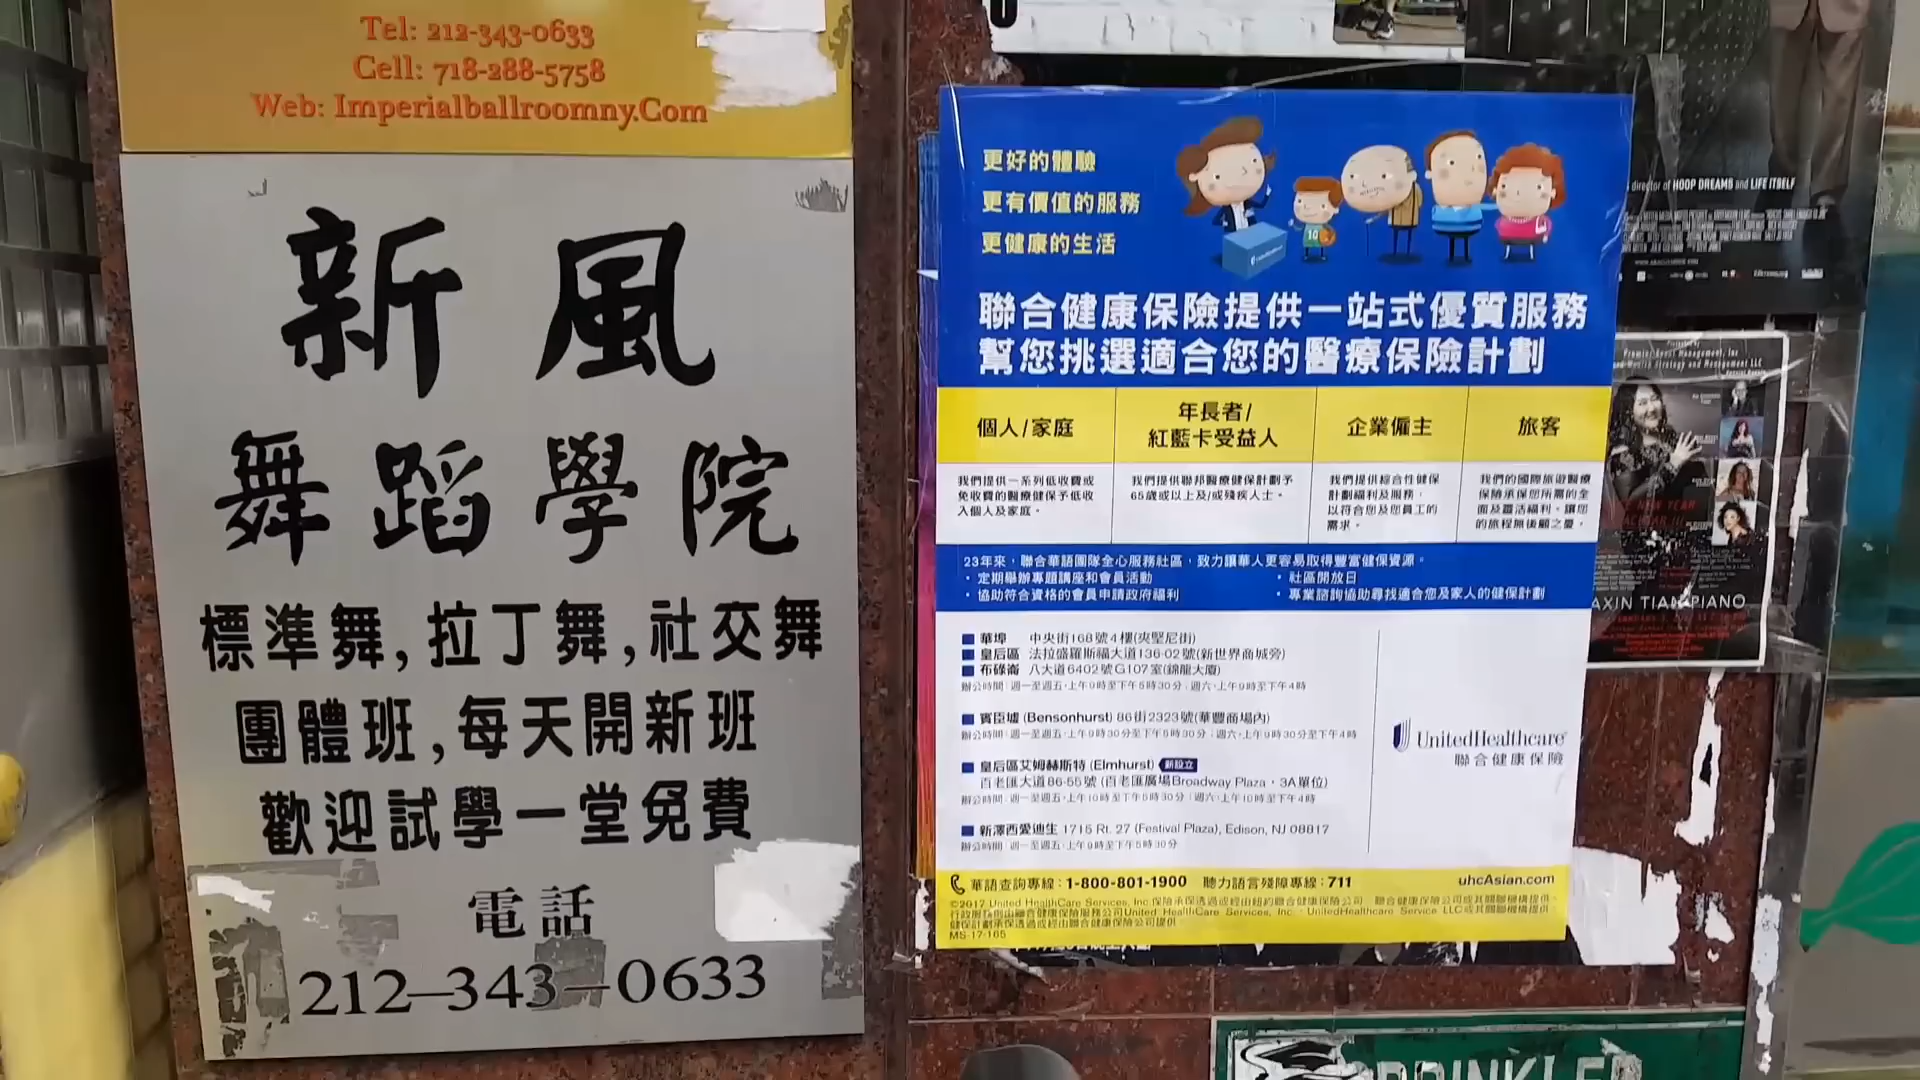 Tel: 212-343-0633
Cell: 718-288-5758
Web: Imperialballroomny.Com
新風
舞蹈學院
標準舞,拉丁舞,社交舞
團體班,每天開新班
歡迎試學一堂免費
電話
212-343-0633
更好的體驗
更有價值的服務
更健康的生活
聯合健康保險提供一站式優質服務
幫您挑選適合您的醫療保險計劃
個人/家庭
年長者/
紅藍卡受益人
企業僱主
旅客
我們提供一系列低收費或
免收費的醫療健保予低收
入個人及家庭。
我們提供聯邦醫療健保計劃予
65歲或以上及/或殘疾人士。
我們提供綜合性健保
計劃福利及服務,
以符合您及您員工的
需求。
我們的國際旅遊醫療
保險承保您所需的全
面及靈活福利。讓您
的旅程無後顧之憂。
23年來,聯合華語團隊全心服務社區,致力讓華人更容易取得豐富健保資源。
・定期舉辦專題講座和會員活動
・社區開放日
・協助符合資格的會員申請政府福利
・專業諮詢協助尋找適合您及家人的健保計劃
華埠 中央街168號4樓(夾堅尼街)
皇后區 法拉盛羅斯福大道136-02號(新世界商城旁)
布碌崙 八大道6402號G107室(錦龍大廈)
辦公時間:週一至週五,上午9時至下午5時30分;週六,上午9時至下午4時
賓臣墟 (Bensonhurst) 86街2323號(華豐商場內)
辦公時間:週一至週五,上午9時30分至下午5時30分;週六,上午9時30分至下午4時
皇后區艾姆赫斯特 (Elmhurst) 新設立
百老匯大道86-55號 (百老匯廣場Broadway Plaza,3A單位)
辦公時間:週一至週五,上午10時至下午5時30分;週六,上午10時至下午4時
新澤西愛迪生 1715 Rt. 27 (Festival Plaza), Edison, NJ 08817
辦公時間:週一至週五,上午9時至下午5時30分
UnitedHealthcare
聯合健康保險
華語查詢專線:1-800-801-1900 聽力語言殘障專線:711
uhcAsian.com
©2017 United HealthCare Services, Inc.保險承保透過或經由紐約聯合健康保險公司
MS-17-165
director of HOOP DREAMS and LIFE ITSELF
Management, Inc
Strategy and Management LLC
NEW YEAR
AXIN TIAN PIANO